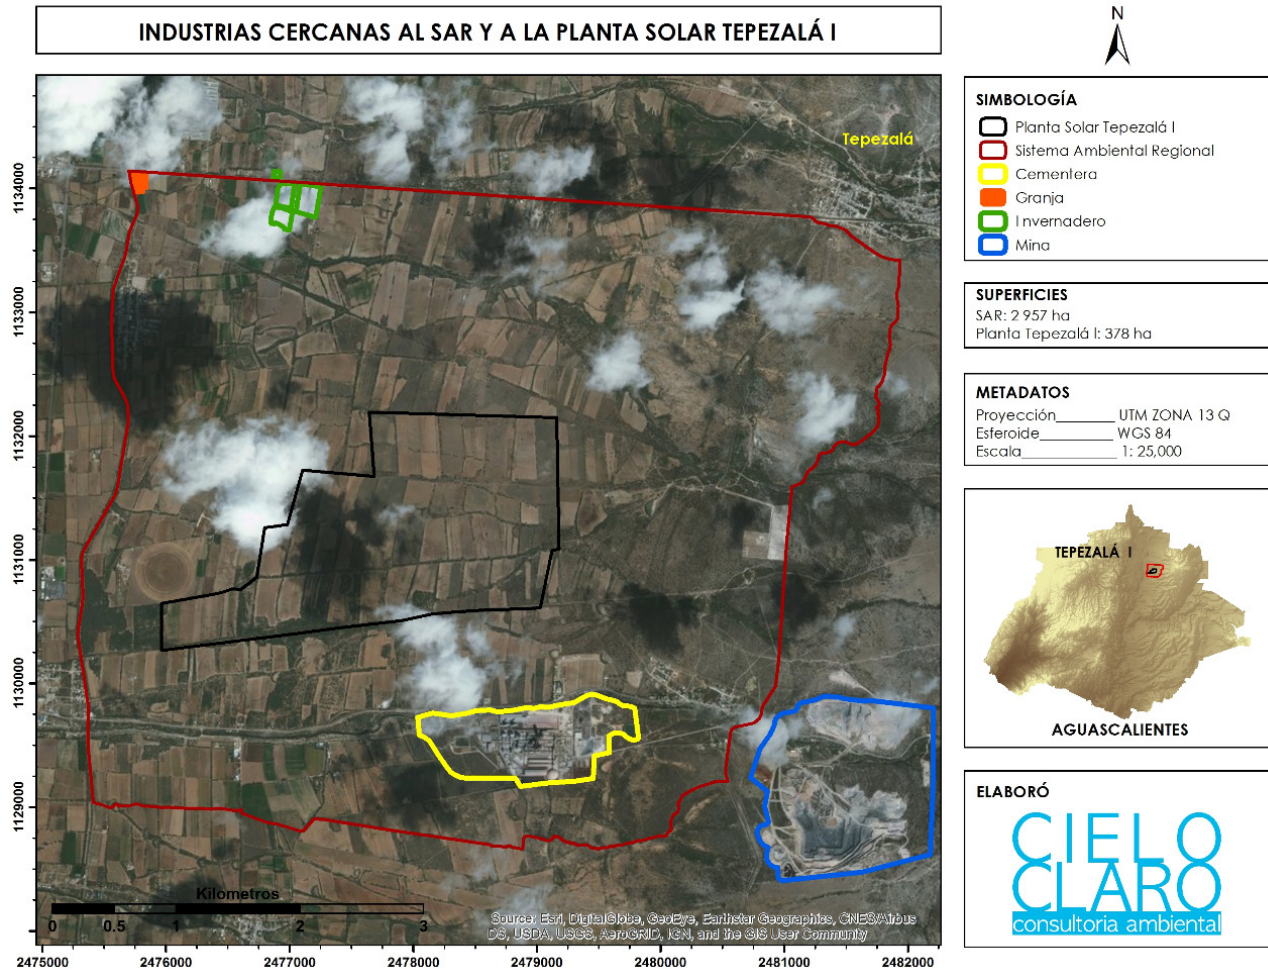 INDUSTRIAS CERCANAS AL SAR Y A LA PLANTA SOLAR TEPEZALÁ I
N
SIMBOLOGÍA
Planta Solar Tepezalá I
Sistema Ambiental Regional
Cementera
Granja
Invernadero
Mina
SUPERFICIES
SAR: 2 957 ha
Planta Tepezalá I: 378 ha
METADATOS
Proyección________ UTM ZONA 13 Q
Esferoide_________ WGS 84
Escala____________ 1: 25,000
TEPEZALÁ I
AGUASCALIENTES
ELABORÓ
CIELO
CLARO
consultoria ambiental
Tepezalá
1134000
1133000
1132000
1131000
1130000
1129000
Kilometros
0 0.5 1 2 3
Source: Esri, DigitalGlobe, GeoEye, Earthstar Geographics, CNES/Airbus
DS, USDA, USGS, AeroGRID, IGN, and the GIS User Community
2475000 2476000 2477000 2478000 2479000 2480000 2481000 2482000